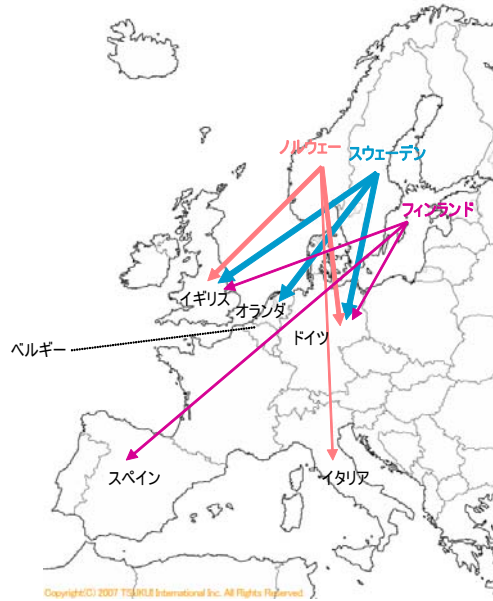 ノルウェー
スウェーデン
フィンランド
イギリス
オランダ
ドイツ
ベルギー
スペイン
イタリア
Copyright(C) 2007 TSUKUI International Inc. All Rights Reserved.